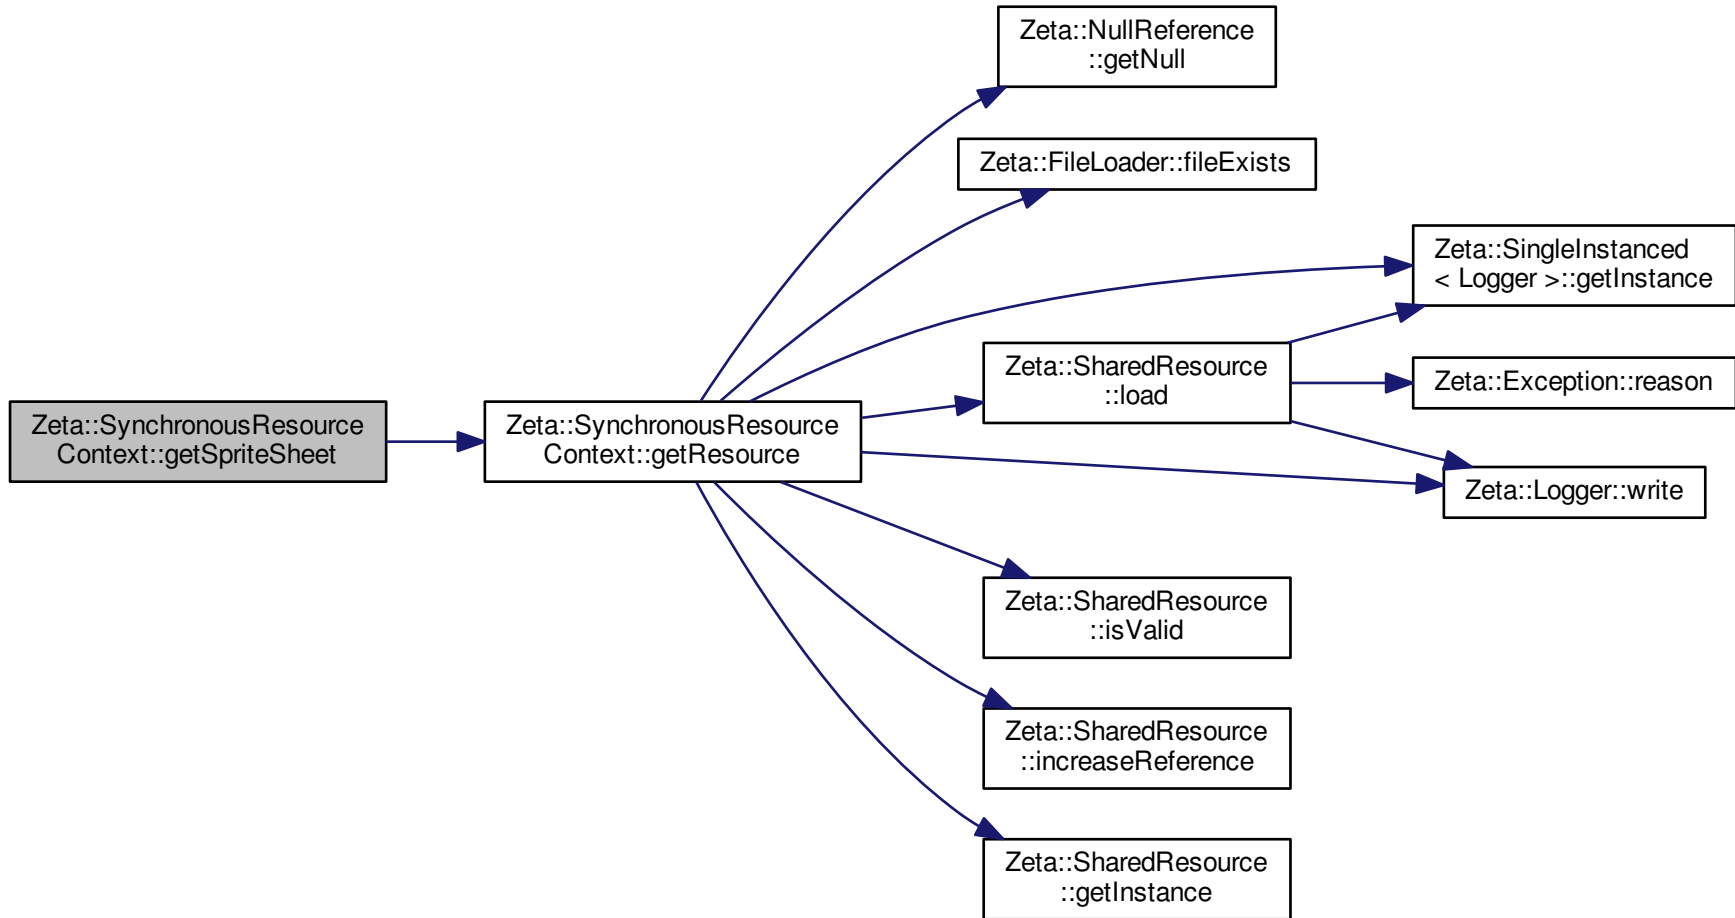 Zeta::NullReference
::getNull
Zeta::FileLoader::fileExists
Zeta::SingleInstanced
< Logger >::getInstance
Zeta::SharedResource
::load
Zeta::Exception::reason
Zeta::SynchronousResource
Context::getSpriteSheet
Zeta::SynchronousResource
Context::getResource
Zeta::Logger::write
Zeta::SharedResource
::isValid
Zeta::SharedResource
::increaseReference
Zeta::SharedResource
::getInstance